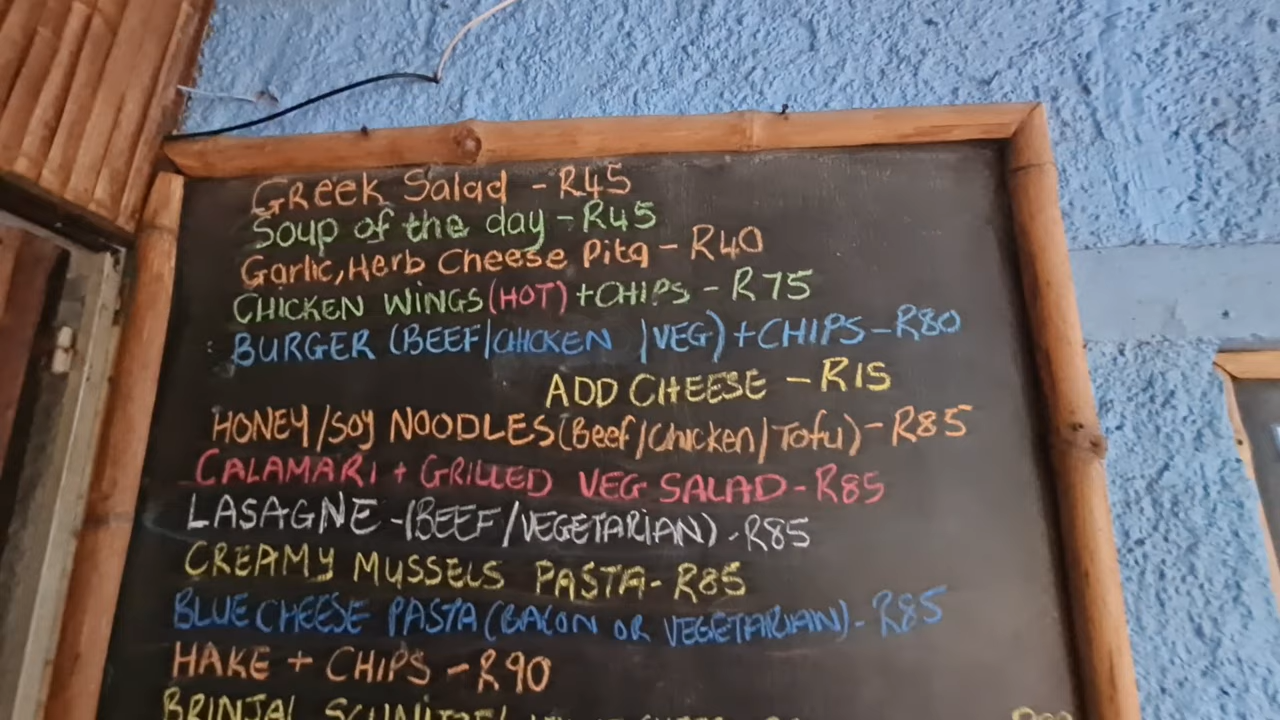 Greek Salad - R45
Soup of the day - R45
Garlic, Herb Cheese Pita - R40
CHICKEN WINGS (HOT) + CHIPS - R75
BURGER (BEEF/CHICKEN /VEG) + CHIPS - R80
ADD CHEESE - R15
HONEY/SOY NOODLES (Beef/Chicken/Tofu) - R85
CALAMARI + GRILLED VEG SALAD - R85
LASAGNE - (BEEF/VEGETARIAN) - R85
CREAMY MUSSELS PASTA - R85
BLUE CHEESE PASTA (BACON OR VEGETARIAN) - R85
HAKE + CHIPS - R90
BRINJAL SCHNITZEL